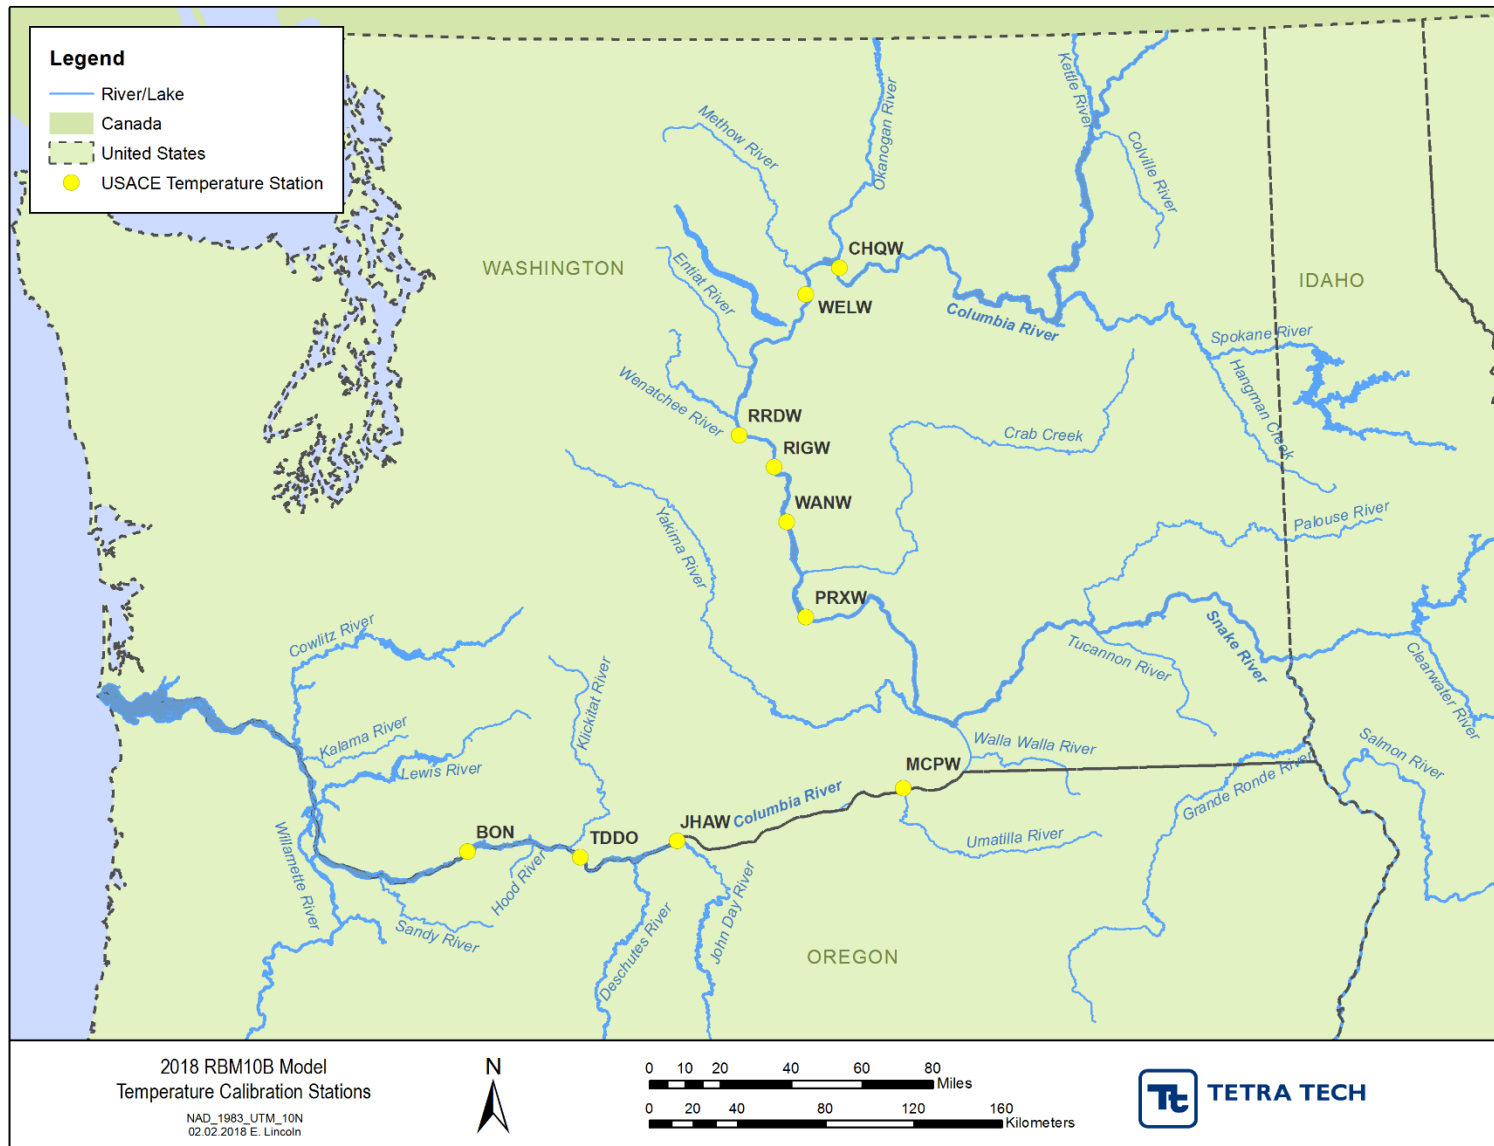 Legend
River/Lake
Canada
United States
USACE Temperature Station
Methow River
Okanogan River
Kettle River
Colville River
CHQW
WASHINGTON
Entiat River
IDAHO
WELW
Columbia River
Spokane River
Hangman Creek
Wenatchee River
RRDW
Crab Creek
RIGW
WANW
Yakima River
Palouse River
PRXW
Cowlitz River
Snake River
Tucannon River
Clearwater River
Klickitat River
Kalama River
Walla Walla River
Salmon River
Lewis River
MCPW
Grande Ronde River
Columbia River
JHAW
BON
TDDO
Umatilla River
Willamette River
Hood River
John Day River
Sandy River
Deschutes River
OREGON
2018 RBM10B Model
Temperature Calibration Stations
NAD_1983_UTM_10N
02.02.2018 E. Lincoln
N
0 10 20 40 60 80
Miles
0 20 40 80 120 160
Kilometers
Tt TETRA TECH